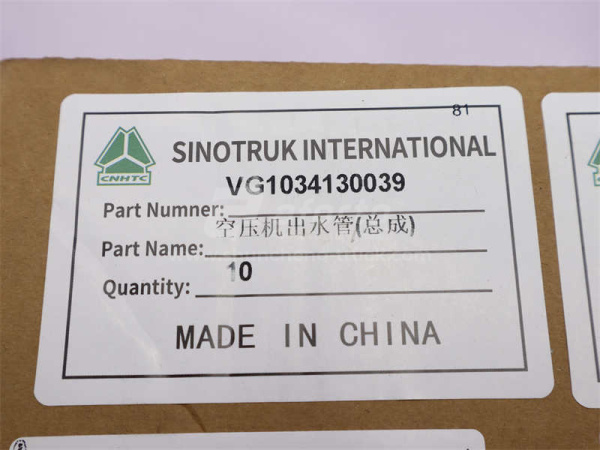 81
CNHTC
SINOTRUK INTERNATIONAL
VG1034130039
Part Numner:
空压机出水管(总成)
Part Name:
10
Quantity:
MADE IN CHINA